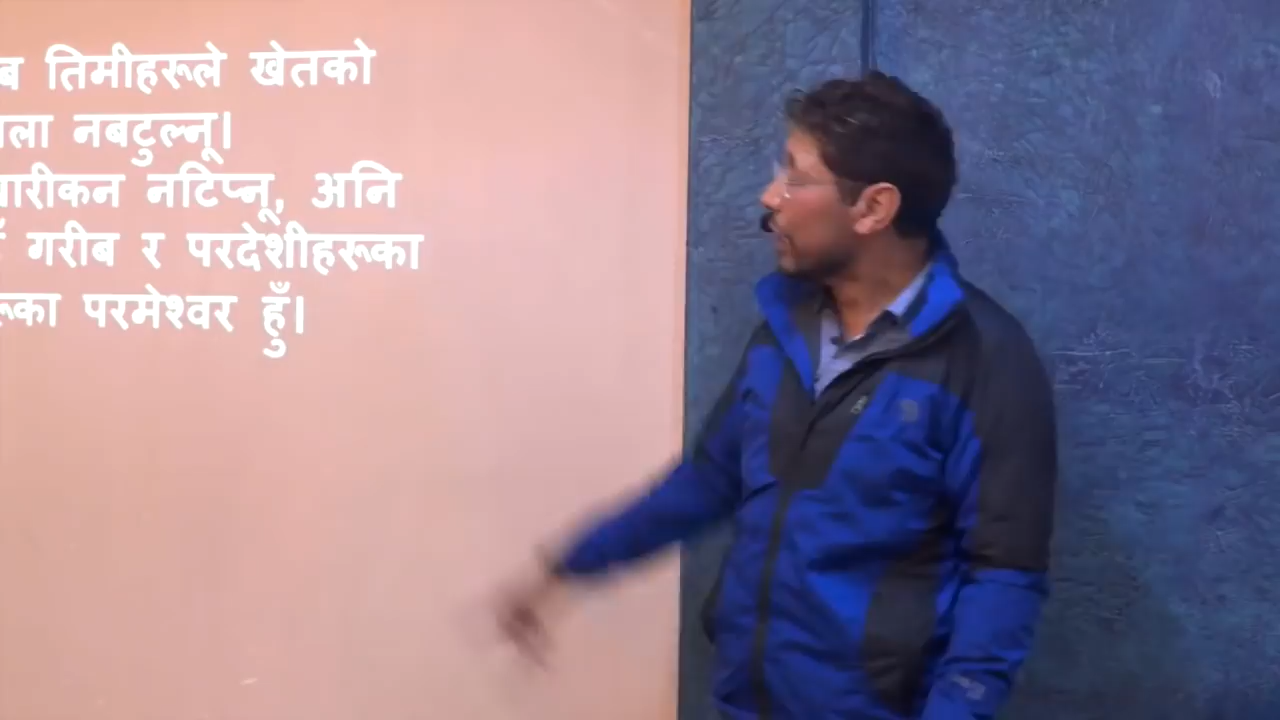 तिमीहरूले खेतको
नबटुल्नू।
नटिप्नू, अनि
गरीब र परदेशीहरूका
परमेश्वर हुँ।